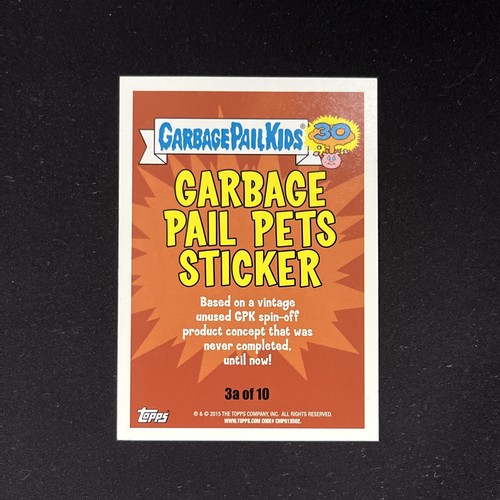 GARBAGE PAIL KIDS®
30
GARBAGE
PAIL PETS
STICKER
Based on a vintage
unused GPK spin-off
product concept that was
never completed,
until now!
3a of 10
TOPPS
® & © 2015 THE TOPPS COMPANY, INC. ALL RIGHTS RESERVED.
WWW.TOPPS.COM CODE# CMP013502.